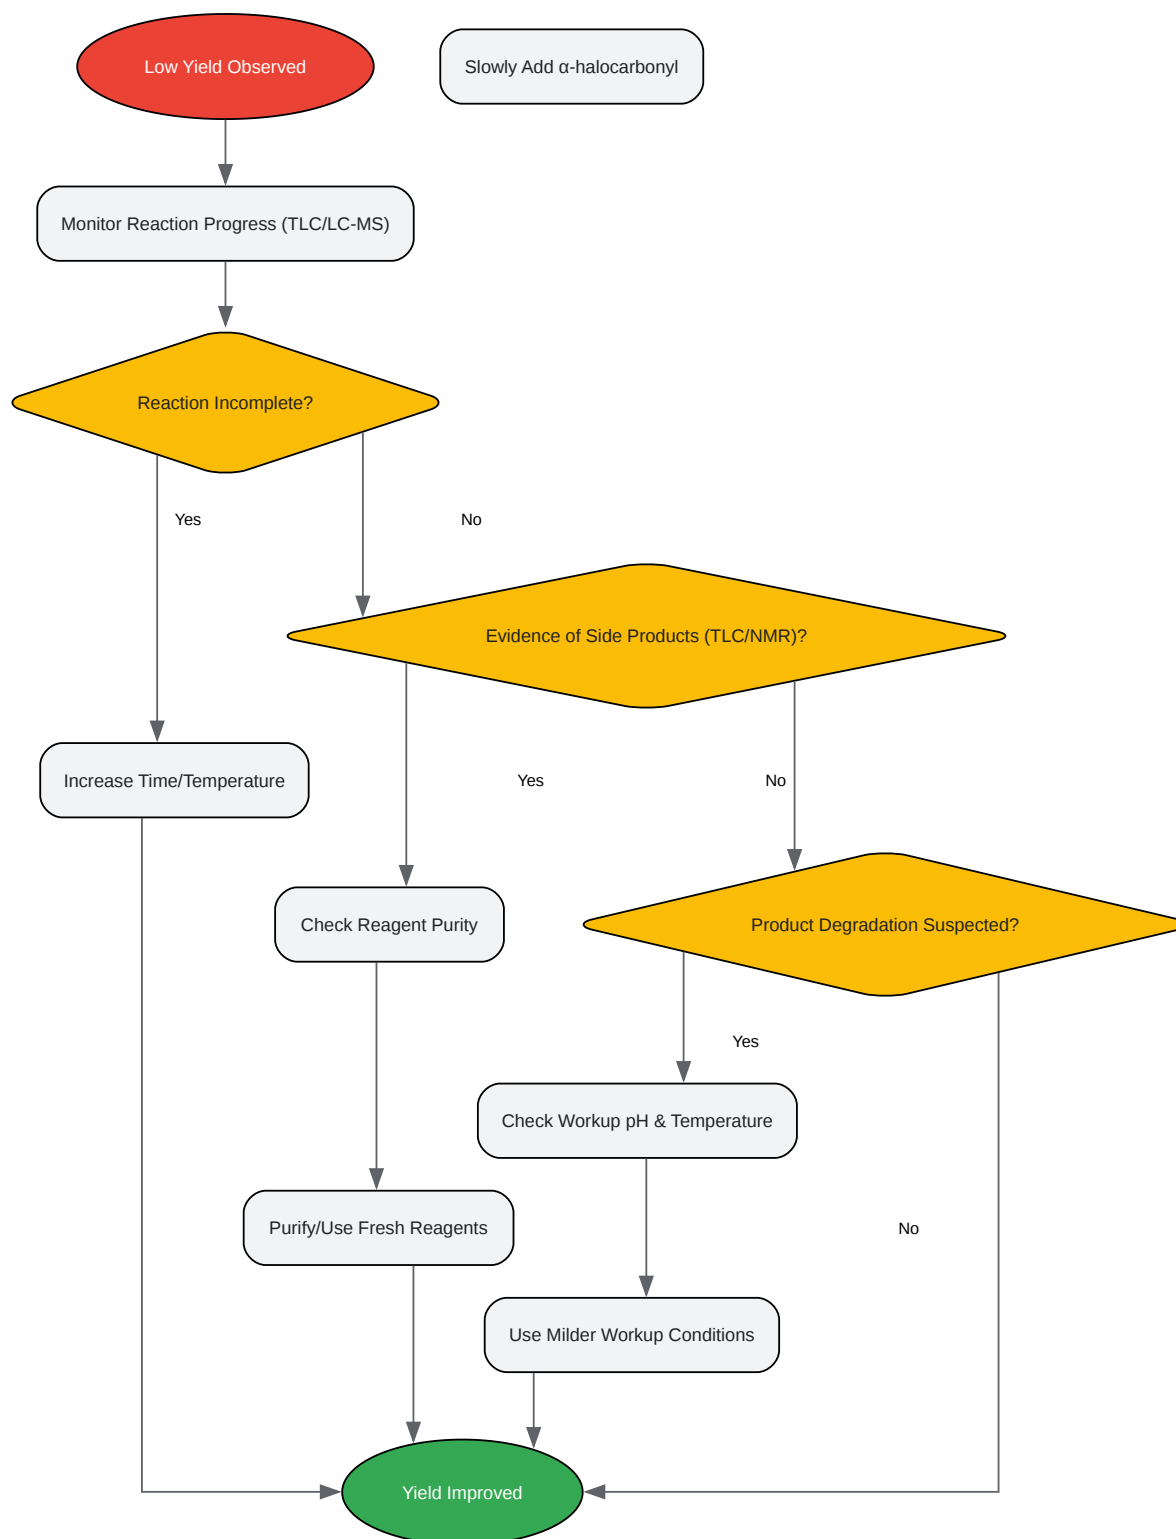 Low Yield Observed
Slowly Add α-halocarbonyl
Monitor Reaction Progress (TLC/LC-MS)
Reaction Incomplete?
Yes
No
Evidence of Side Products (TLC/NMR)?
Increase Time/Temperature
Yes
No
Check Reagent Purity
Product Degradation Suspected?
Yes
Check Workup pH & Temperature
Purify/Use Fresh Reagents
No
Use Milder Workup Conditions
Yield Improved